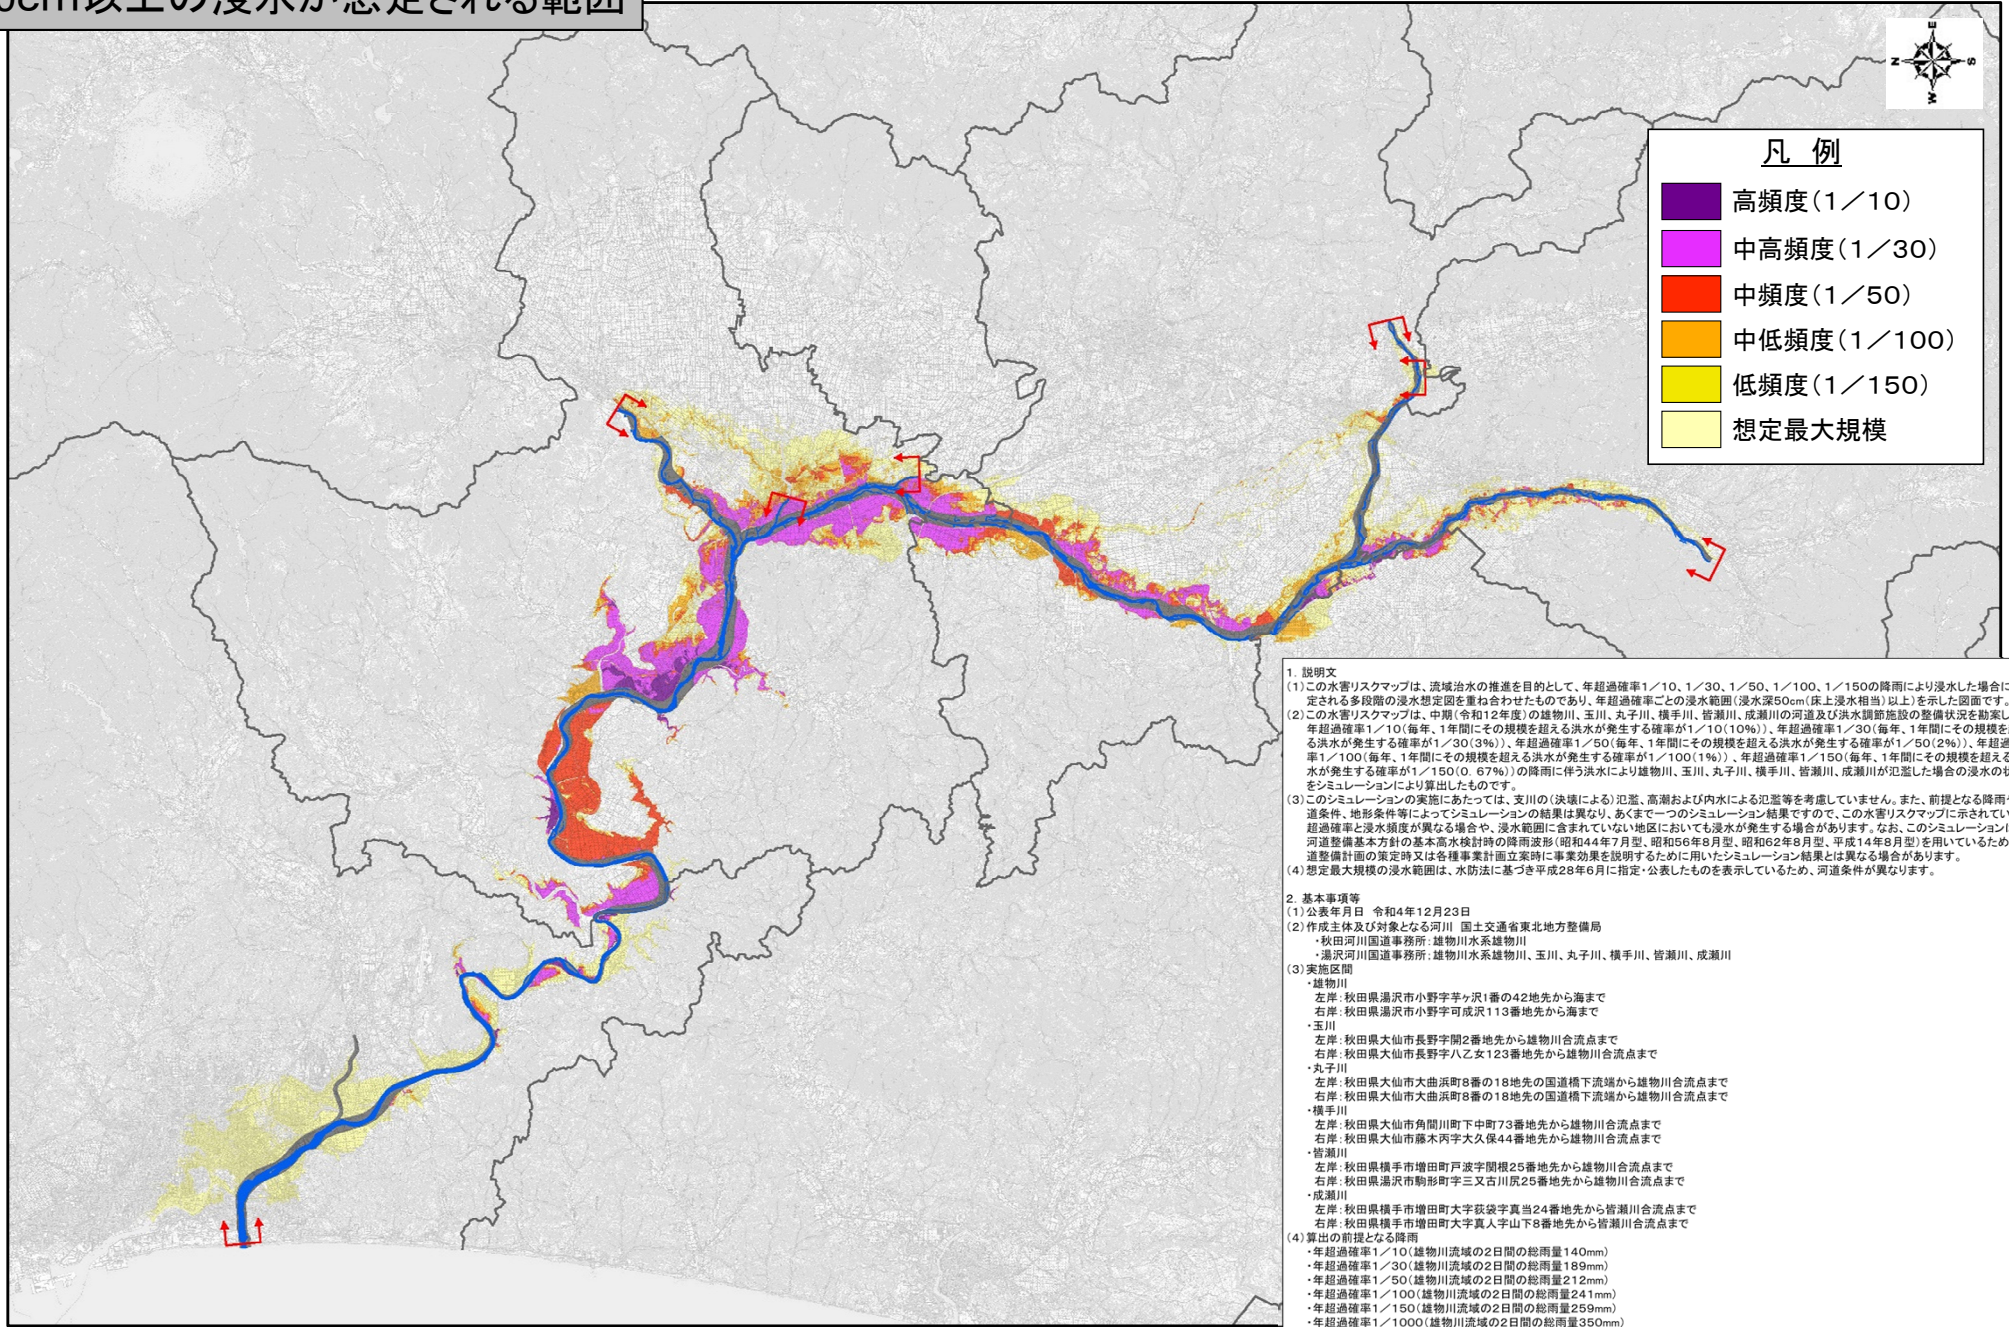 0cm以上の浸水が想定される範囲
E
N
S
W
凡 例
高頻度(1/10)
中高頻度(1/30)
中頻度(1/50)
中低頻度(1/100)
低頻度(1/150)
想定最大規模
1. 説明文
(1)この水害リスクマップは、流域治水の推進を目的として、年超過確率1/10、1/30、1/50、1/100、1/150の降雨により浸水した場合に
定される多段階の浸水想定図を重ね合わせたものであり、年超過確率ごとの浸水範囲(浸水深50cm(床上浸水相当)以上)を示した図面です。
(2)この水害リスクマップは、中期(令和12年度)の雄物川、玉川、丸子川、横手川、皆瀬川、成瀬川の河道及び洪水調節施設の整備状況を勘案し
年超過確率1/10(毎年、1年間にその規模を超える洪水が発生する確率が1/10(10%))、年超過確率1/30(毎年、1年間にその規模を
る洪水が発生する確率が1/30(3%))、年超過確率1/50(毎年、1年間にその規模を超える洪水が発生する確率が1/50(2%))、年超過
率1/100(毎年、1年間にその規模を超える洪水が発生する確率が1/100(1%))、年超過確率1/150(毎年、1年間にその規模を超える
水が発生する確率が1/150(0.67%))の降雨に伴う洪水により雄物川、玉川、丸子川、横手川、皆瀬川、成瀬川が氾濫した場合の浸水の状
をシミュレーションにより算出したものです。
(3)このシミュレーションの実施にあたっては、支川の(決壊による)氾濫、高潮および内水による氾濫等を考慮していません。また、前提となる降雨
道条件、地形条件等によってシミュレーションの結果は異なり、あくまで一つのシミュレーション結果ですので、この水害リスクマップに示されてい
超過確率と浸水頻度が異なる場合や、浸水範囲に含まれていない地区においても浸水が発生する場合があります。なお、このシミュレーションに
河道整備基本方針の基本高水検討時の降雨波形(昭和44年7月型、昭和56年8月型、昭和62年8月型、平成14年8月型)を用いているため
道整備計画の策定時又は各種事業計画立案時に事業効果を説明するために用いたシミュレーション結果とは異なる場合があります。
(4)想定最大規模の浸水範囲は、水防法に基づき平成28年6月に指定・公表したものを表示しているため、河道条件が異なります。
2. 基本事項等
(1)公表年月日 令和4年12月23日
(2)作成主体及び対象となる河川 国土交通省東北地方整備局
・秋田河川国道事務所:雄物川水系雄物川
・湯沢河川国道事務所:雄物川水系雄物川、玉川、丸子川、横手川、皆瀬川、成瀬川
(3)実施区間
・雄物川
左岸:秋田県湯沢市小野字芋ヶ沢1番の42地先から海まで
右岸:秋田県湯沢市小野字可成沢113番地先から海まで
・玉川
左岸:秋田県大仙市長野字開2番地先から雄物川合流点まで
右岸:秋田県大仙市長野字八乙女123番地先から雄物川合流点まで
・丸子川
左岸:秋田県大仙市大曲浜町8番の18地先の国道橋下流端から雄物川合流点まで
右岸:秋田県大仙市大曲浜町8番の18地先の国道橋下流端から雄物川合流点まで
・横手川
左岸:秋田県大仙市角間川町下中町73番地先から雄物川合流点まで
右岸:秋田県大仙市藤木丙字大久保44番地先から雄物川合流点まで
・皆瀬川
左岸:秋田県横手市増田町戸波字関根25番地先から雄物川合流点まで
右岸:秋田県湯沢市駒形町字三又古川尻25番地先から雄物川合流点まで
・成瀬川
左岸:秋田県横手市増田町大字荻袋字真当24番地先から皆瀬川合流点まで
右岸:秋田県横手市増田町大字真人字山下8番地先から皆瀬川合流点まで
(4)算出の前提となる降雨
・年超過確率1/10(雄物川流域の2日間の総雨量140mm)
・年超過確率1/30(雄物川流域の2日間の総雨量189mm)
・年超過確率1/50(雄物川流域の2日間の総雨量212mm)
・年超過確率1/100(雄物川流域の2日間の総雨量241mm)
・年超過確率1/150(雄物川流域の2日間の総雨量259mm)
・年超過確率1/1000(雄物川流域の2日間の総雨量350mm)